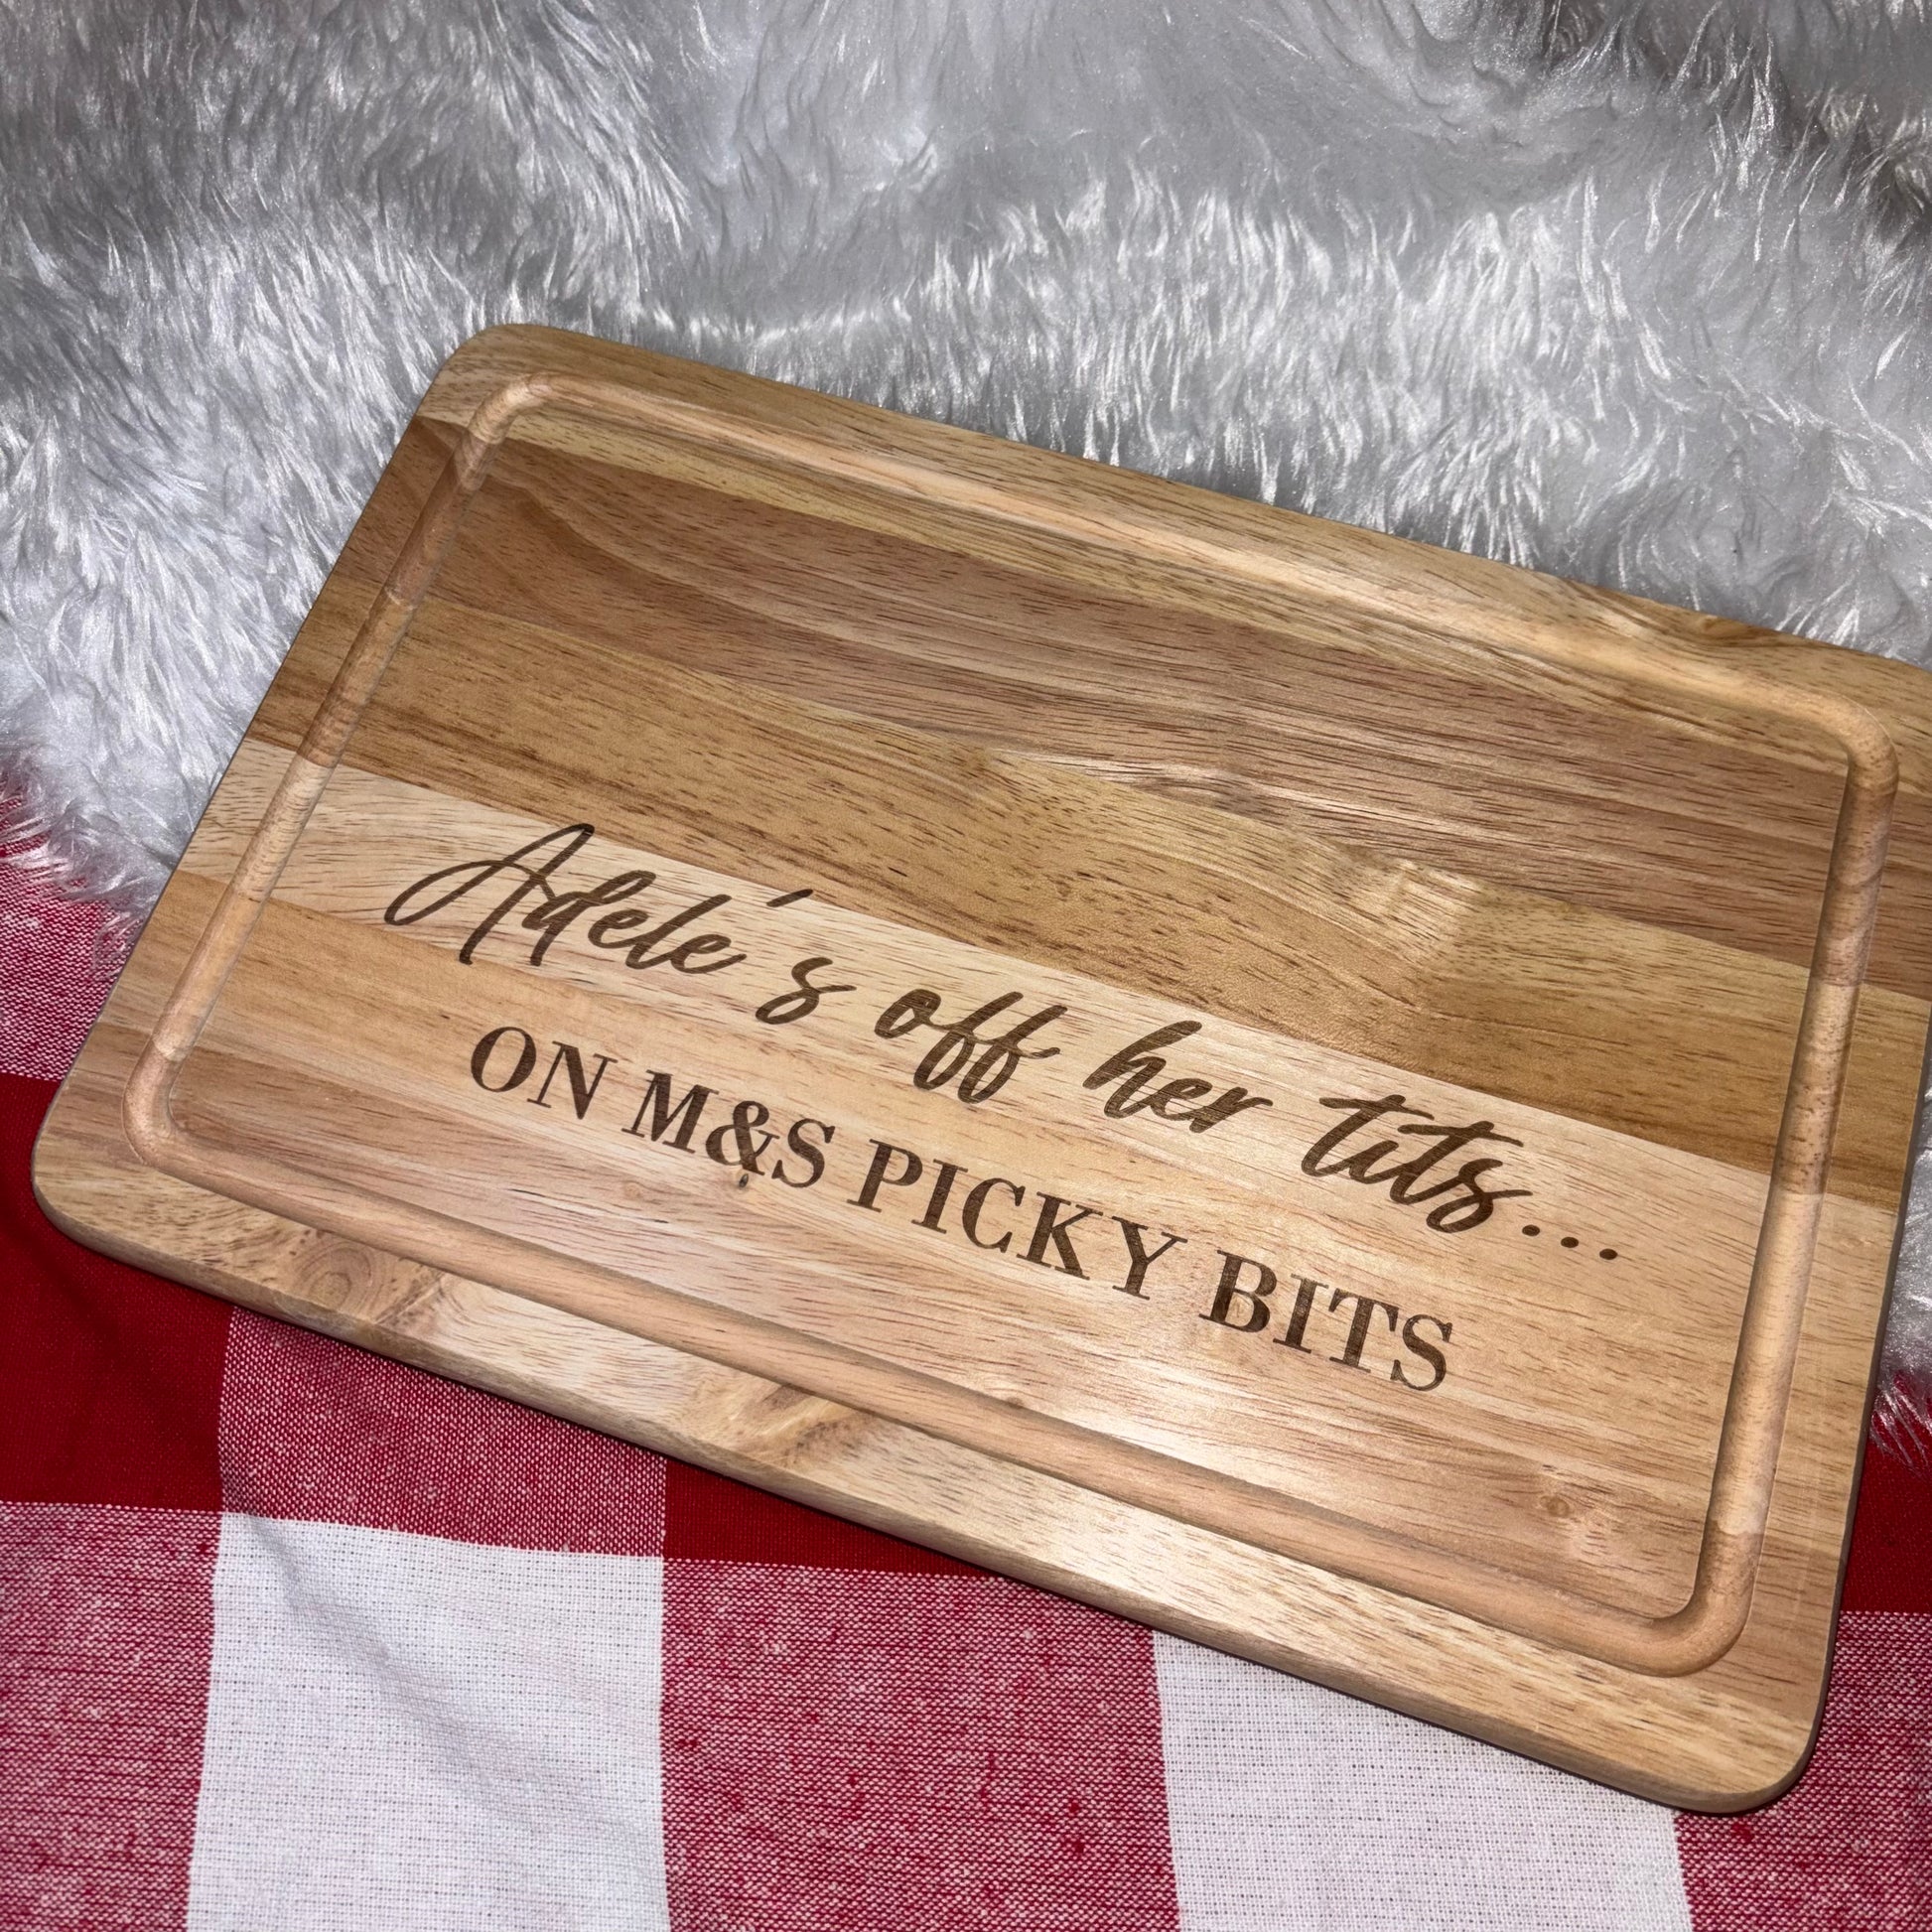 Adele's off her tits...
ON M&S PICKY BITS